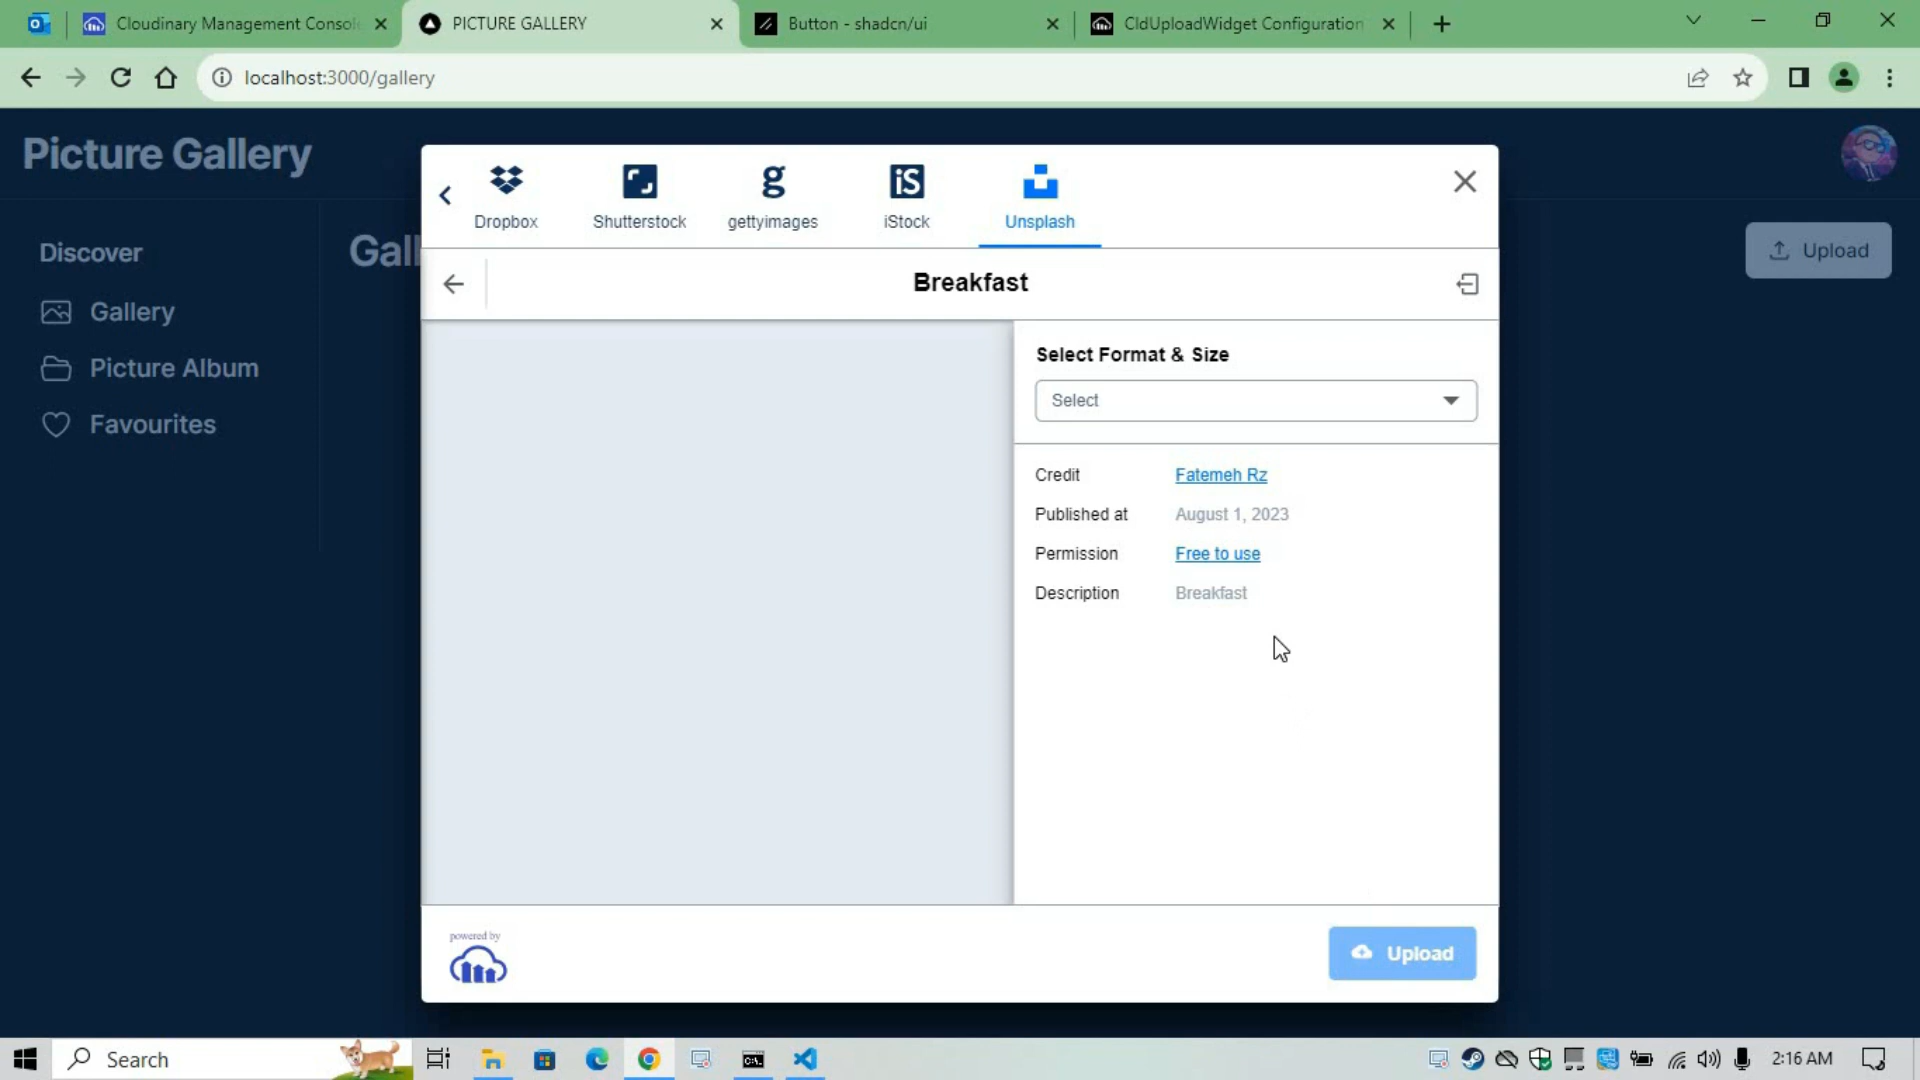 Cloudinary Management Consol
PICTURE GALLERY
Button - shadcn/ui
CldUploadWidget Configuration
localhost:3000/gallery
Picture Gallery
Discover
Gallery
Picture Album
Favourites
Gall
Upload
Dropbox
Shutterstock
g
gettyimages
iS
iStock
Unsplash
Breakfast
Select Format & Size
Select
Credit Fatemeh Rz
Published at August 1, 2023
Permission Free to use
Description Breakfast
powered by
Upload
Search
2:16 AM